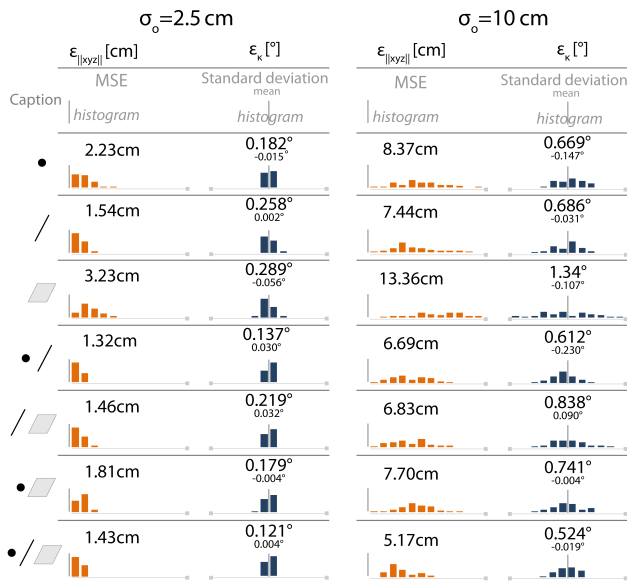 σo=2.5 cm σo=10 cm
ε||xyz|| [cm] εκ [º] ε||xyz|| [cm] εκ [º]
Caption MSE Standard deviation MSE Standard deviation
mean mean
histogram histogram histogram histogram
2.23cm 0.182° 8.37cm 0.669°
-0.015° -0.147°
1.54cm 0.258° 7.44cm 0.686°
0.002° -0.031°
3.23cm 0.289° 13.36cm 1.34°
-0.056° -0.107°
1.32cm 0.137° 6.69cm 0.612°
0.030° -0.230°
1.46cm 0.219° 6.83cm 0.838°
0.032° 0.090°
1.81cm 0.179° 7.70cm 0.741°
-0.004° -0.004°
1.43cm 0.121° 5.17cm 0.524°
0.004° -0.019°